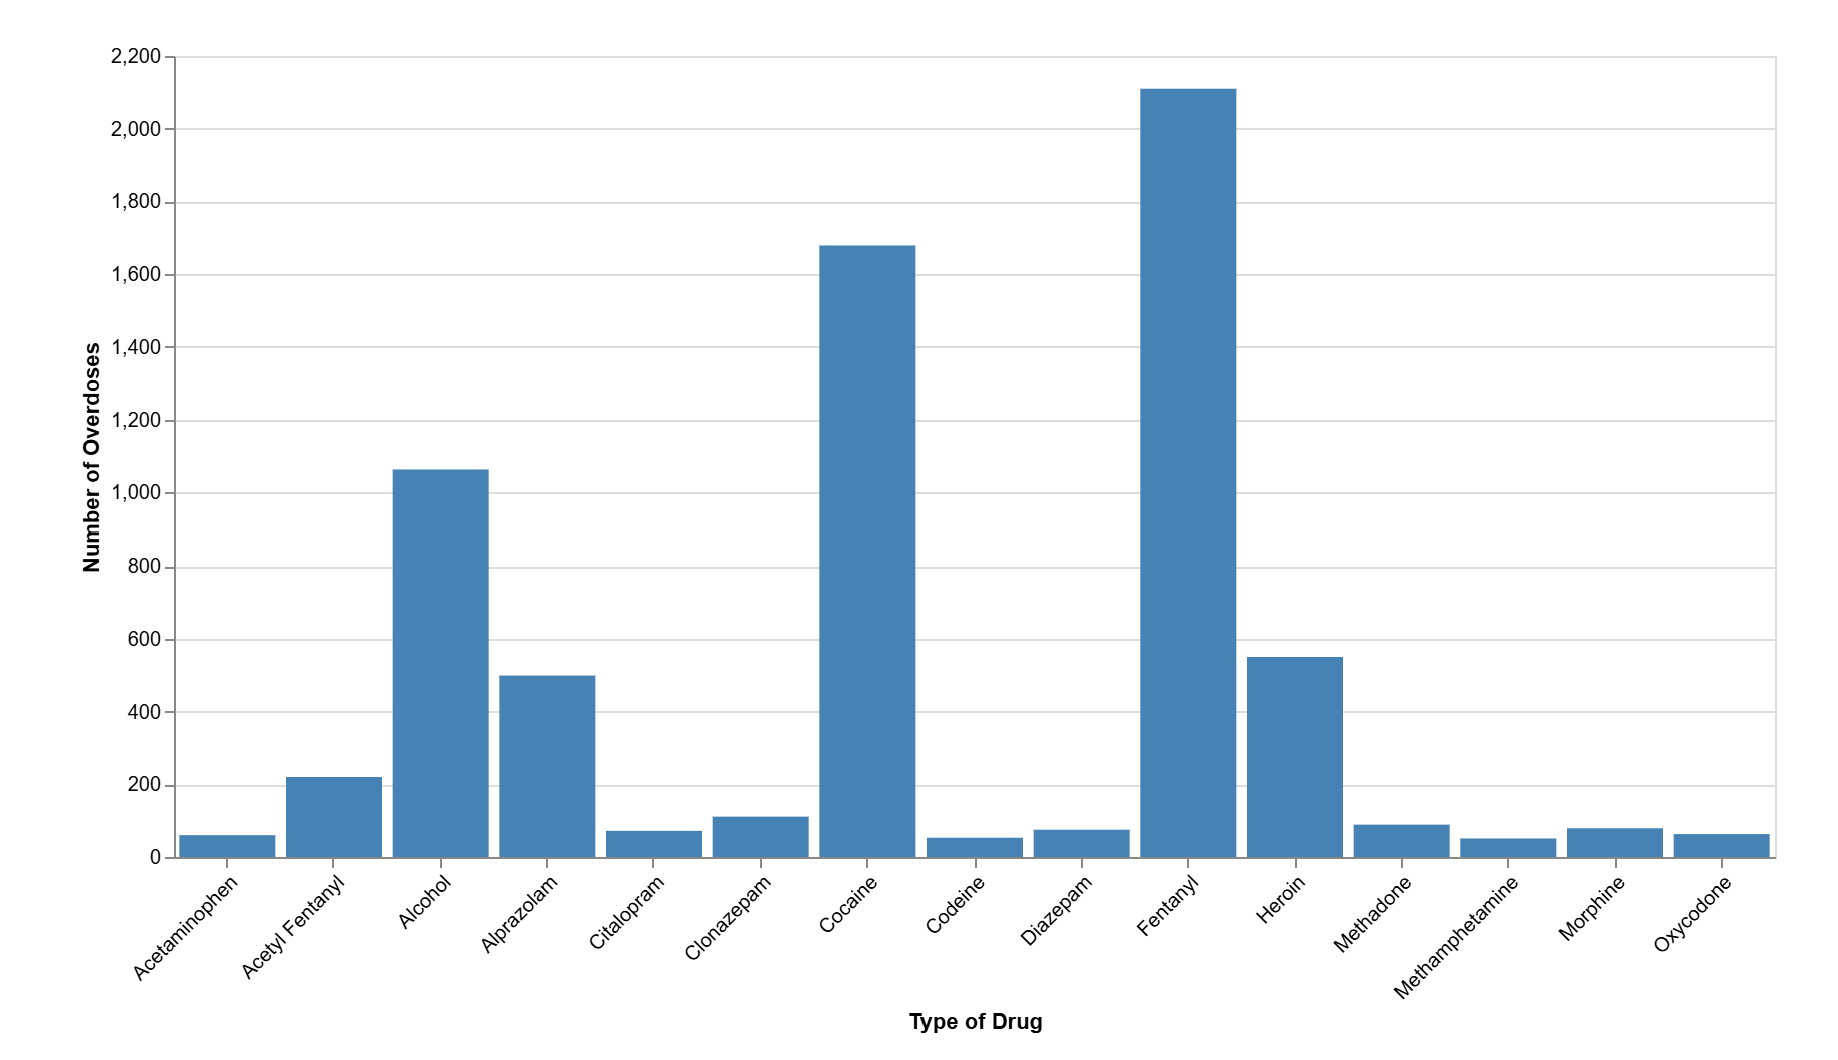 2,200
2,000
1,800
1,600
1,400
1,200
1,000
800
600
400
200
0
Number of Overdoses
Acetaminophen
Acetyl Fentanyl
Alcohol
Alprazolam
Citalopram
Clonazepam
Cocaine
Codeine
Diazepam
Fentanyl
Heroin
Methadone
Methamphetamine
Morphine
Oxycodone
Type of Drug